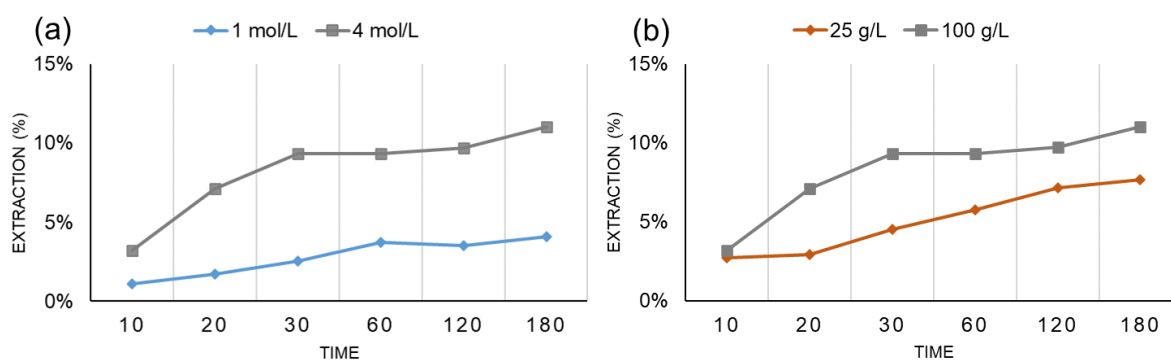 (a)
1 mol/L 4 mol/L
15%
10%
5%
0%
EXTRACTION (%)
10 20 30 60 120 180
TIME
(b)
25 g/L 100 g/L
15%
10%
5%
0%
EXTRACTION (%)
10 20 30 60 120 180
TIME